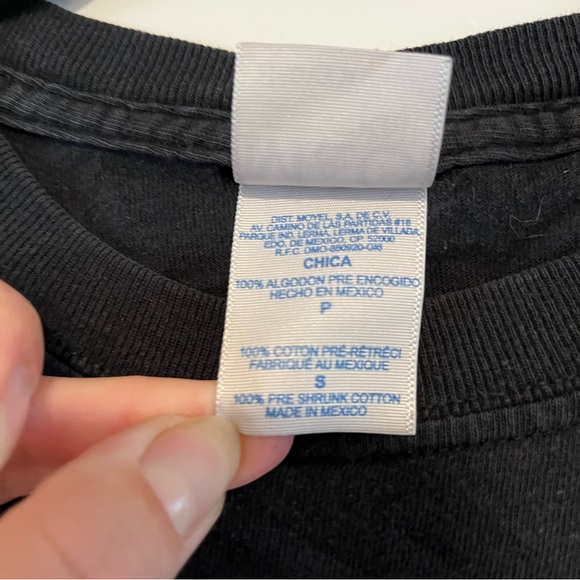 DIST. MOYEL, S.A. DE C.V.
AV. CAMINO DE LAS PARTIDAS #18
PARQUE IND. LERMA, LERMA DE VILLADA
EDO. DE MEXICO, CP. 52000
R.F.C. DMO-880920-GI8
CHICA
100% ALGODON PRE ENCOGIDO
HECHO EN MEXICO
P
100% COTON PRÉ-RÉTRÉCI
FABRIQUÉ AU MEXIQUE
S
100% PRE SHRUNK COTTON
MADE IN MEXICO